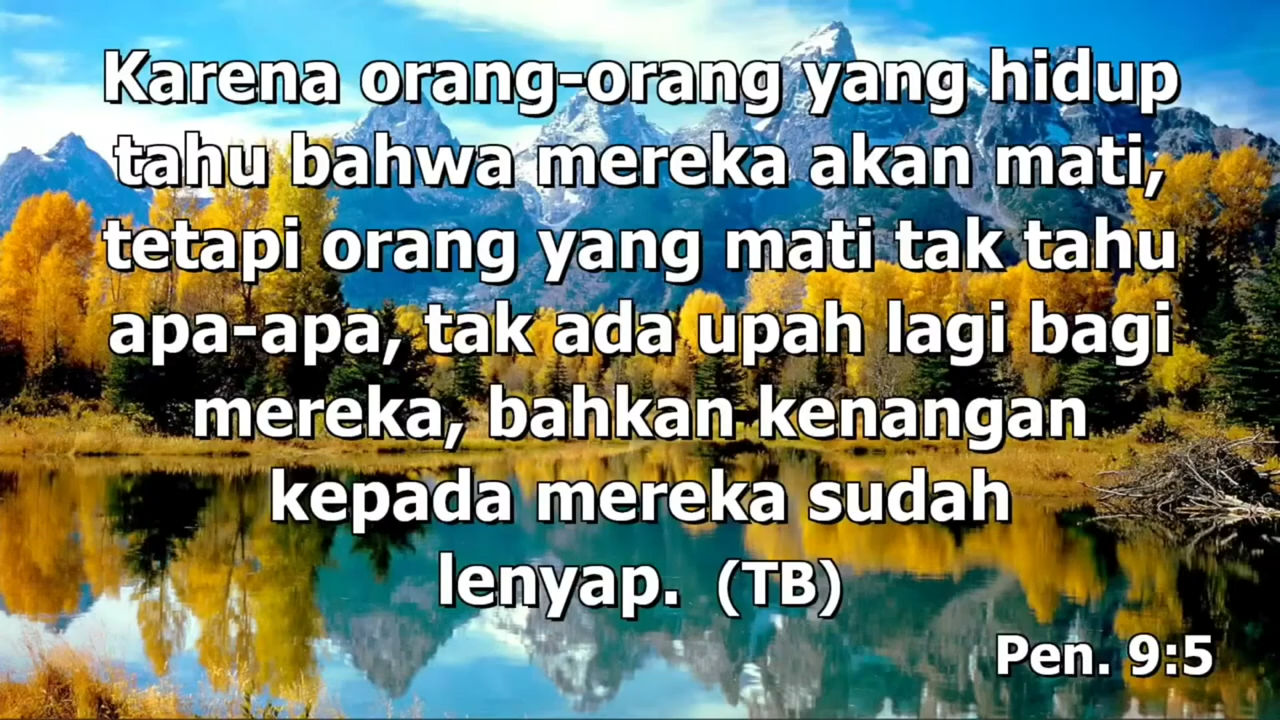 Karena orang-orang yang hidup
tahu bahwa mereka akan mati,
tetapi orang yang mati tak tahu
apa-apa, tak ada upah lagi bagi
mereka, bahkan kenangan
kepada mereka sudah
lenyap. (TB)
Pen. 9:5